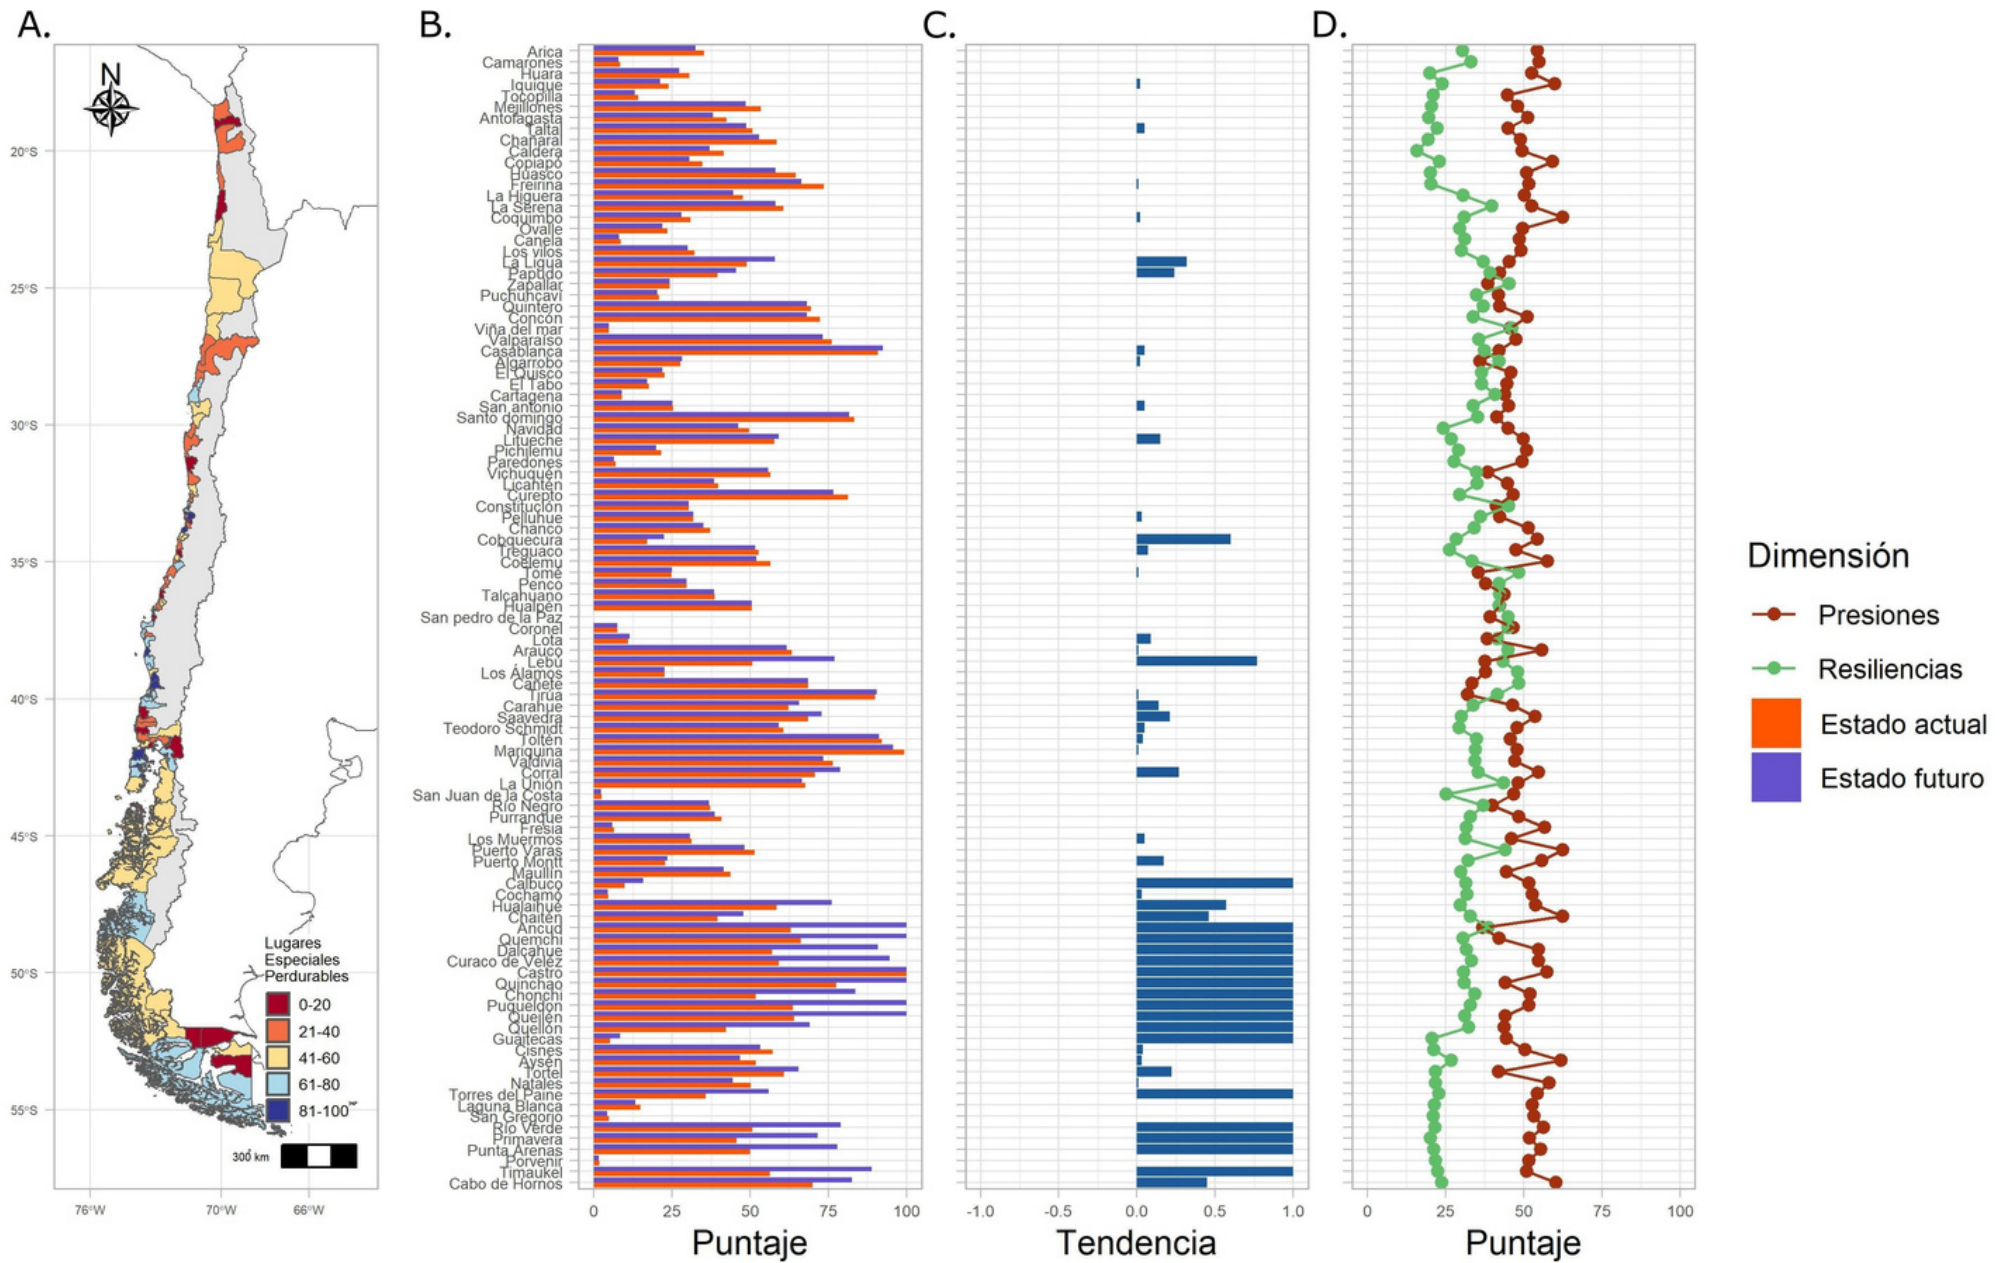 A.
B.
C.
D.
N
20°S
25°S
30°S
35°S
40°S
45°S
50°S
55°S
76°W
70°W
66°W
Lugares
Especiales
Perdurables
0-20
21-40
41-60
61-80
81-100
300 km
Arica
Camarones
Huara
Iquique
Tocopilla
Mejillones
Antofagasta
Taltal
Chañaral
Caldera
Copiapó
Huasco
Freirina
La Higuera
La Serena
Coquimbo
Ovalle
Canela
Los vilos
La Ligua
Papudo
Zapallar
Puchuncaví
Quintero
Concón
Viña del mar
Valparaíso
Casablanca
Algarrobo
El Quisco
El Tabo
Cartagena
San antonio
Santo domingo
Navidad
Litueche
Pichilemu
Paredones
Vichuquén
Licantén
Curepto
Constitución
Pelluhue
Chanco
Cobquecura
Treguaco
Coelemu
Tomé
Penco
Talcahuano
Hualpén
San pedro de la Paz
Coronel
Lota
Arauco
Lebu
Los Álamos
Cañete
Tirúa
Carahue
Saavedra
Teodoro Schmidt
Toltén
Mariquina
Valdivia
Corral
La Unión
San Juan de la Costa
Río Negro
Purranque
Fresia
Los Muermos
Puerto Varas
Puerto Montt
Maullín
Calbuco
Cochamó
Hualaihué
Chaitén
Ancud
Quemchi
Dalcahue
Curaco de Vélez
Castro
Quinchao
Chonchi
Puqueldón
Queilén
Quellón
Guaitecas
Cisnes
Aysén
Tortel
Natales
Torres del Paine
Laguna Blanca
San Gregorio
Río Verde
Primavera
Punta Arenas
Porvenir
Timaukel
Cabo de Hornos
0
25
50
75
100
Puntaje
-1.0
-0.5
0.0
0.5
1.0
Tendencia
0
25
50
75
100
Puntaje
Dimensión
Presiones
Resiliencias
Estado actual
Estado futuro